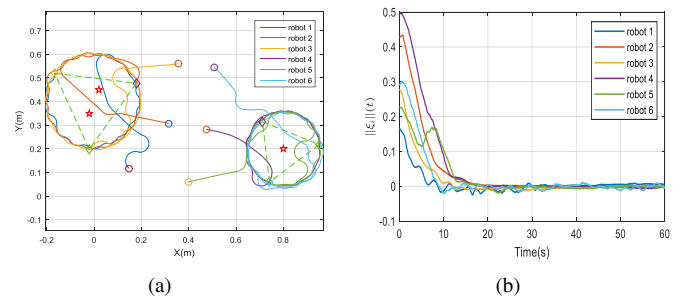 0.7
0.6
0.5
0.4
0.3
0.2
0.1
0
-0.1
Y(m)
-0.2 0 0.2 0.4 0.6 0.8
X(m)
robot 1
robot 2
robot 3
robot 4
robot 5
robot 6
(a)
0.5
0.4
0.3
0.2
0.1
0
-0.1
||ξᵢ||(t)
0 10 20 30 40 50 60
Time(s)
robot 1
robot 2
robot 3
robot 4
robot 5
robot 6
(b)